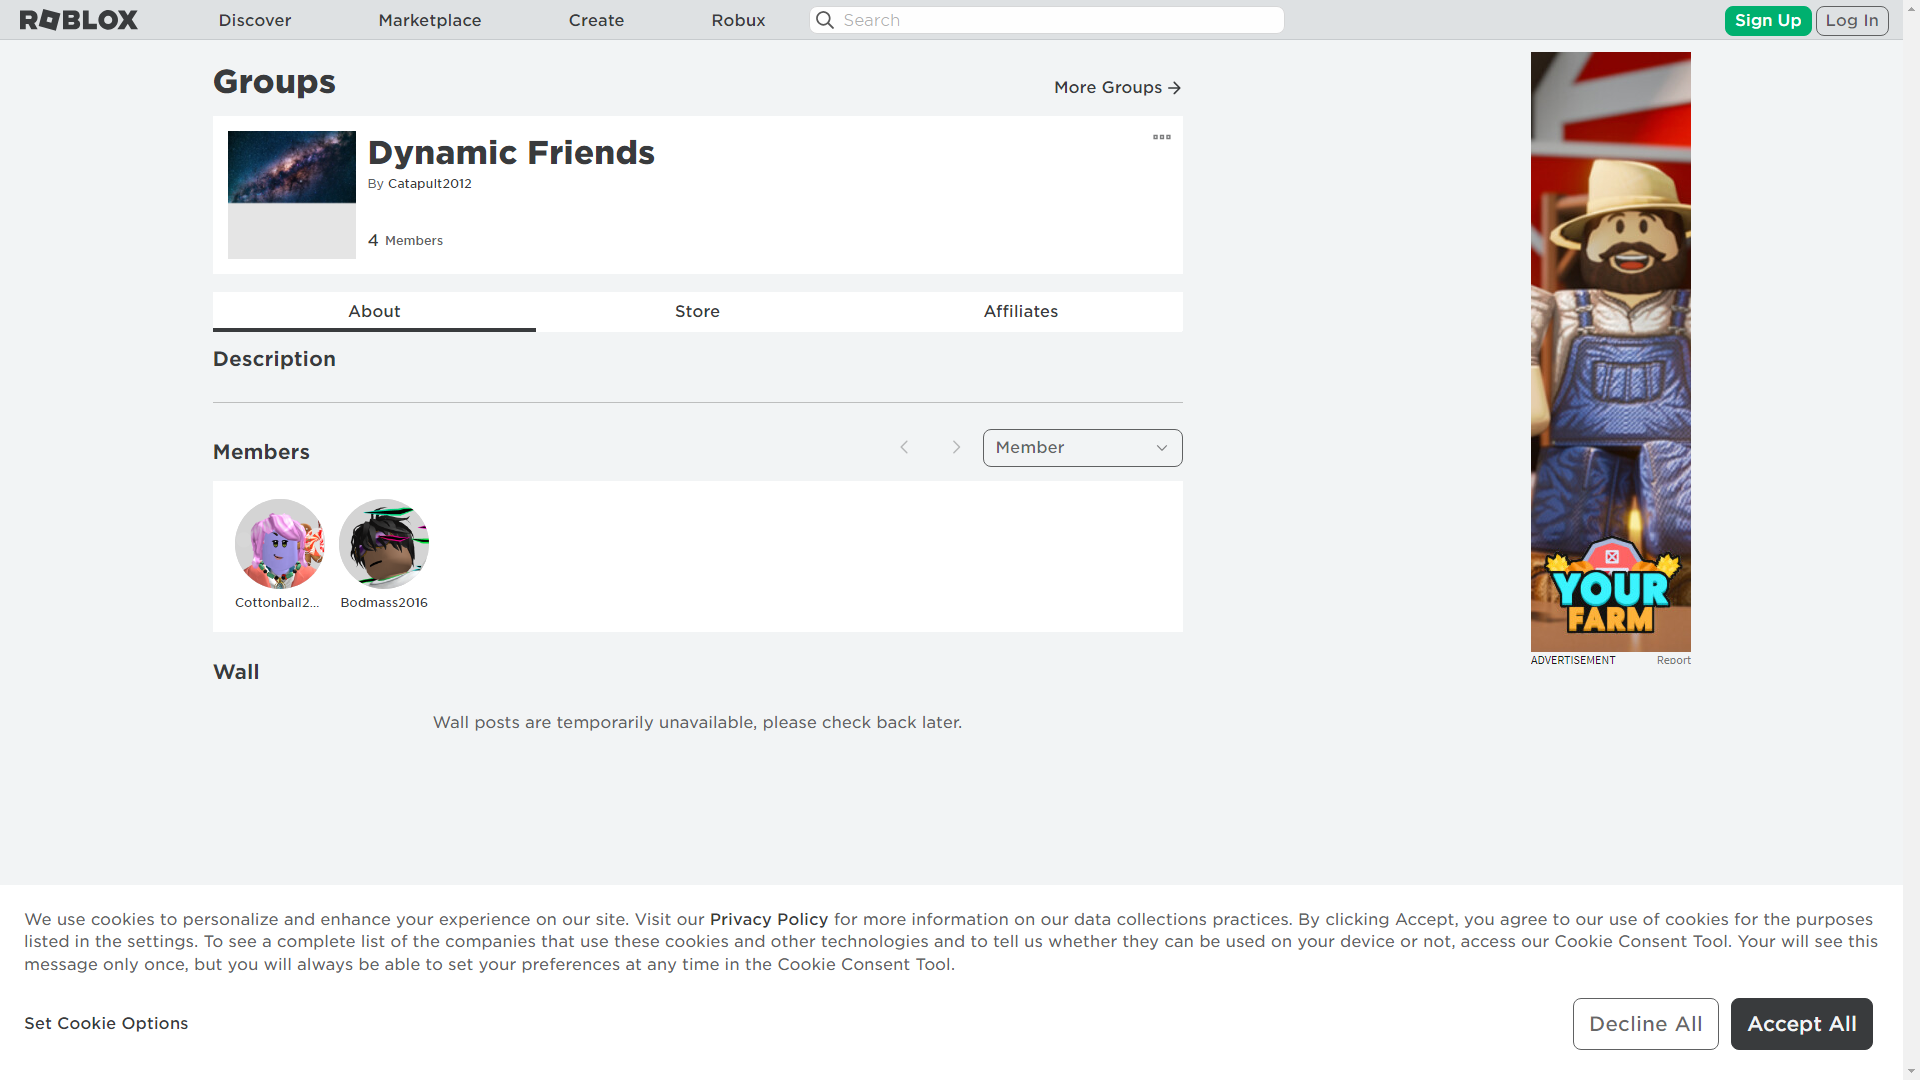 ROBLOX
Discover
Marketplace
Create
Robux
Search
Sign Up
Log In
Groups
More Groups
Dynamic Friends
By Catapult2012
4 Members
About
Store
Affiliates
Description
Members
Member
Cottonball2...
Bodmass2016
Wall
Wall posts are temporarily unavailable, please check back later.
YOUR
FARM
ADVERTISEMENT
Report
We use cookies to personalize and enhance your experience on our site. Visit our Privacy Policy for more information on our data collections practices. By clicking Accept, you agree to our use of cookies for the purposes
listed in the settings. To see a complete list of the companies that use these cookies and other technologies and to tell us whether they can be used on your device or not, access our Cookie Consent Tool. Your will see this
message only once, but you will always be able to set your preferences at any time in the Cookie Consent Tool.
Set Cookie Options
Decline All
Accept All